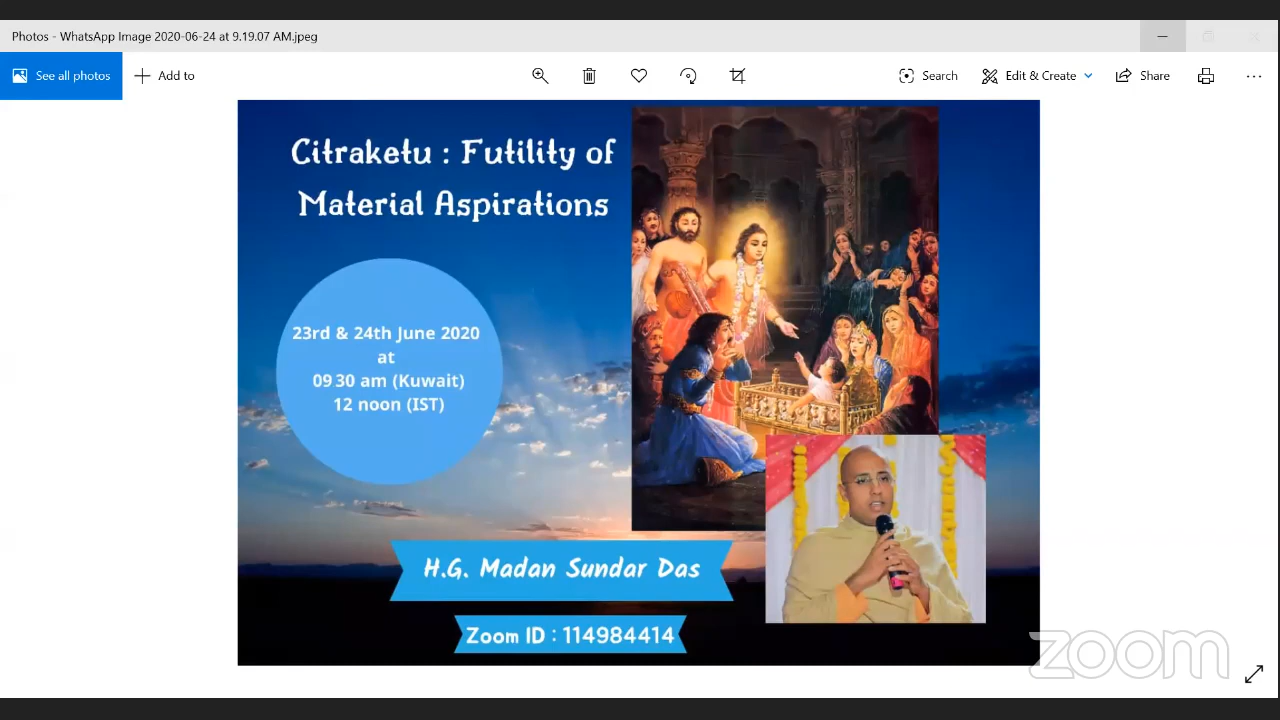 Photos - WhatsApp Image 2020-06-24 at 9.19.07 AM.jpeg
See all photos
Add to
Search
Edit & Create
Share
Citraketu : Futility of
Material Aspirations
23rd & 24th June 2020
at
09 30 am (Kuwait)
12 noon (IST)
H.G. Madan Sundar Das
Zoom ID : 114984414
zoom